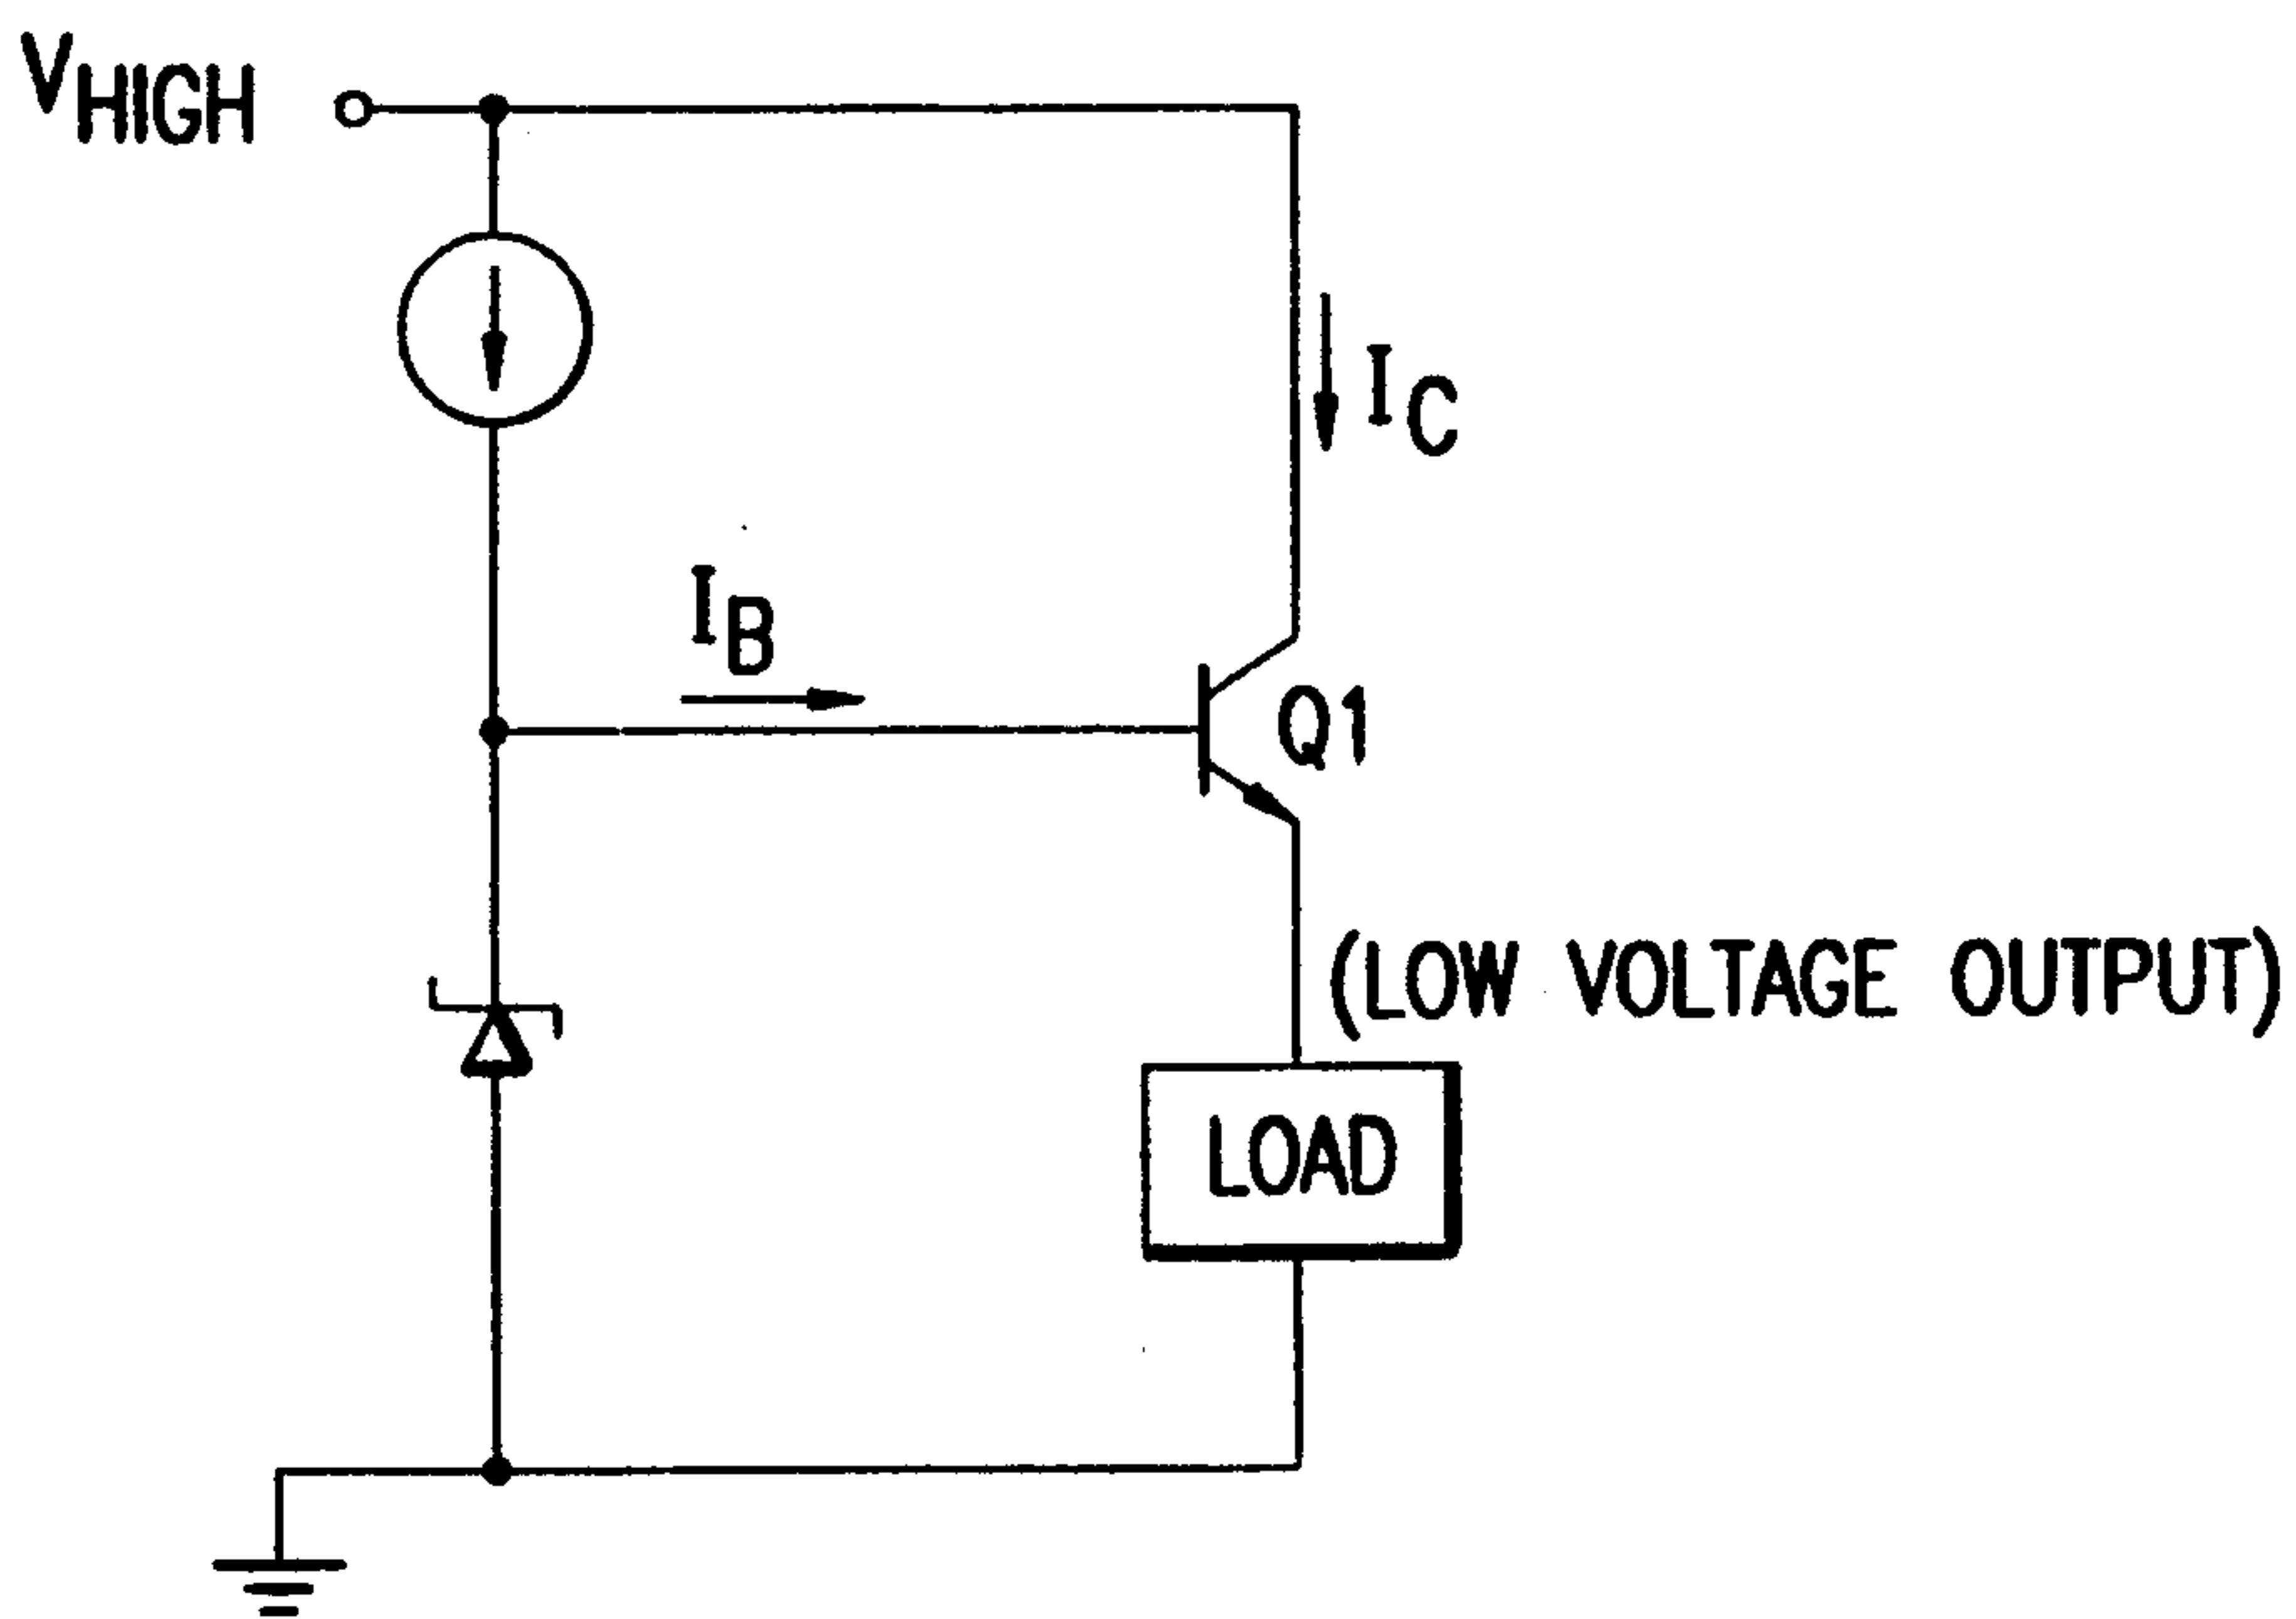 VHIGH
IC
IB
Q1
(LOW VOLTAGE OUTPUT)
LOAD